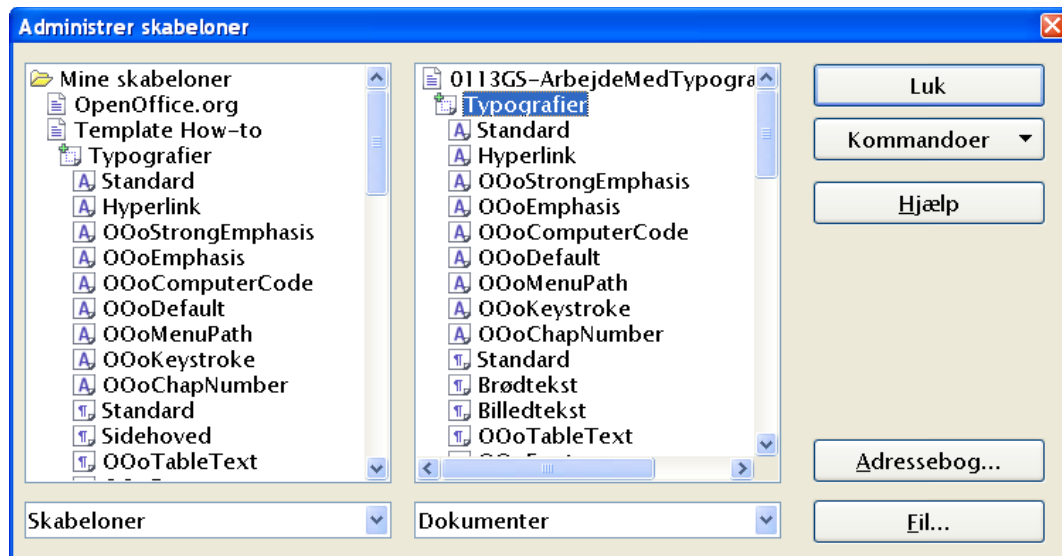 Administrer skabeloner
Mine skabeloner
OpenOffice.org
Template How-to
Typografier
Standard
Hyperlink
OOoStrongEmphasis
OOoEmphasis
OOoComputerCode
OOoDefault
OOoMenuPath
OOoKeystroke
OOoChapNumber
Standard
Sidehoved
OOoTableText
Skabeloner
0113GS-ArbejdeMedTypogra
Typografier
Standard
Hyperlink
OOoStrongEmphasis
OOoEmphasis
OOoComputerCode
OOoDefault
OOoMenuPath
OOoKeystroke
OOoChapNumber
Standard
Brødtekst
Billedtekst
OOoTableText
Dokumenter
Luk
Kommandoer
Hjælp
Adressebog...
Fil...